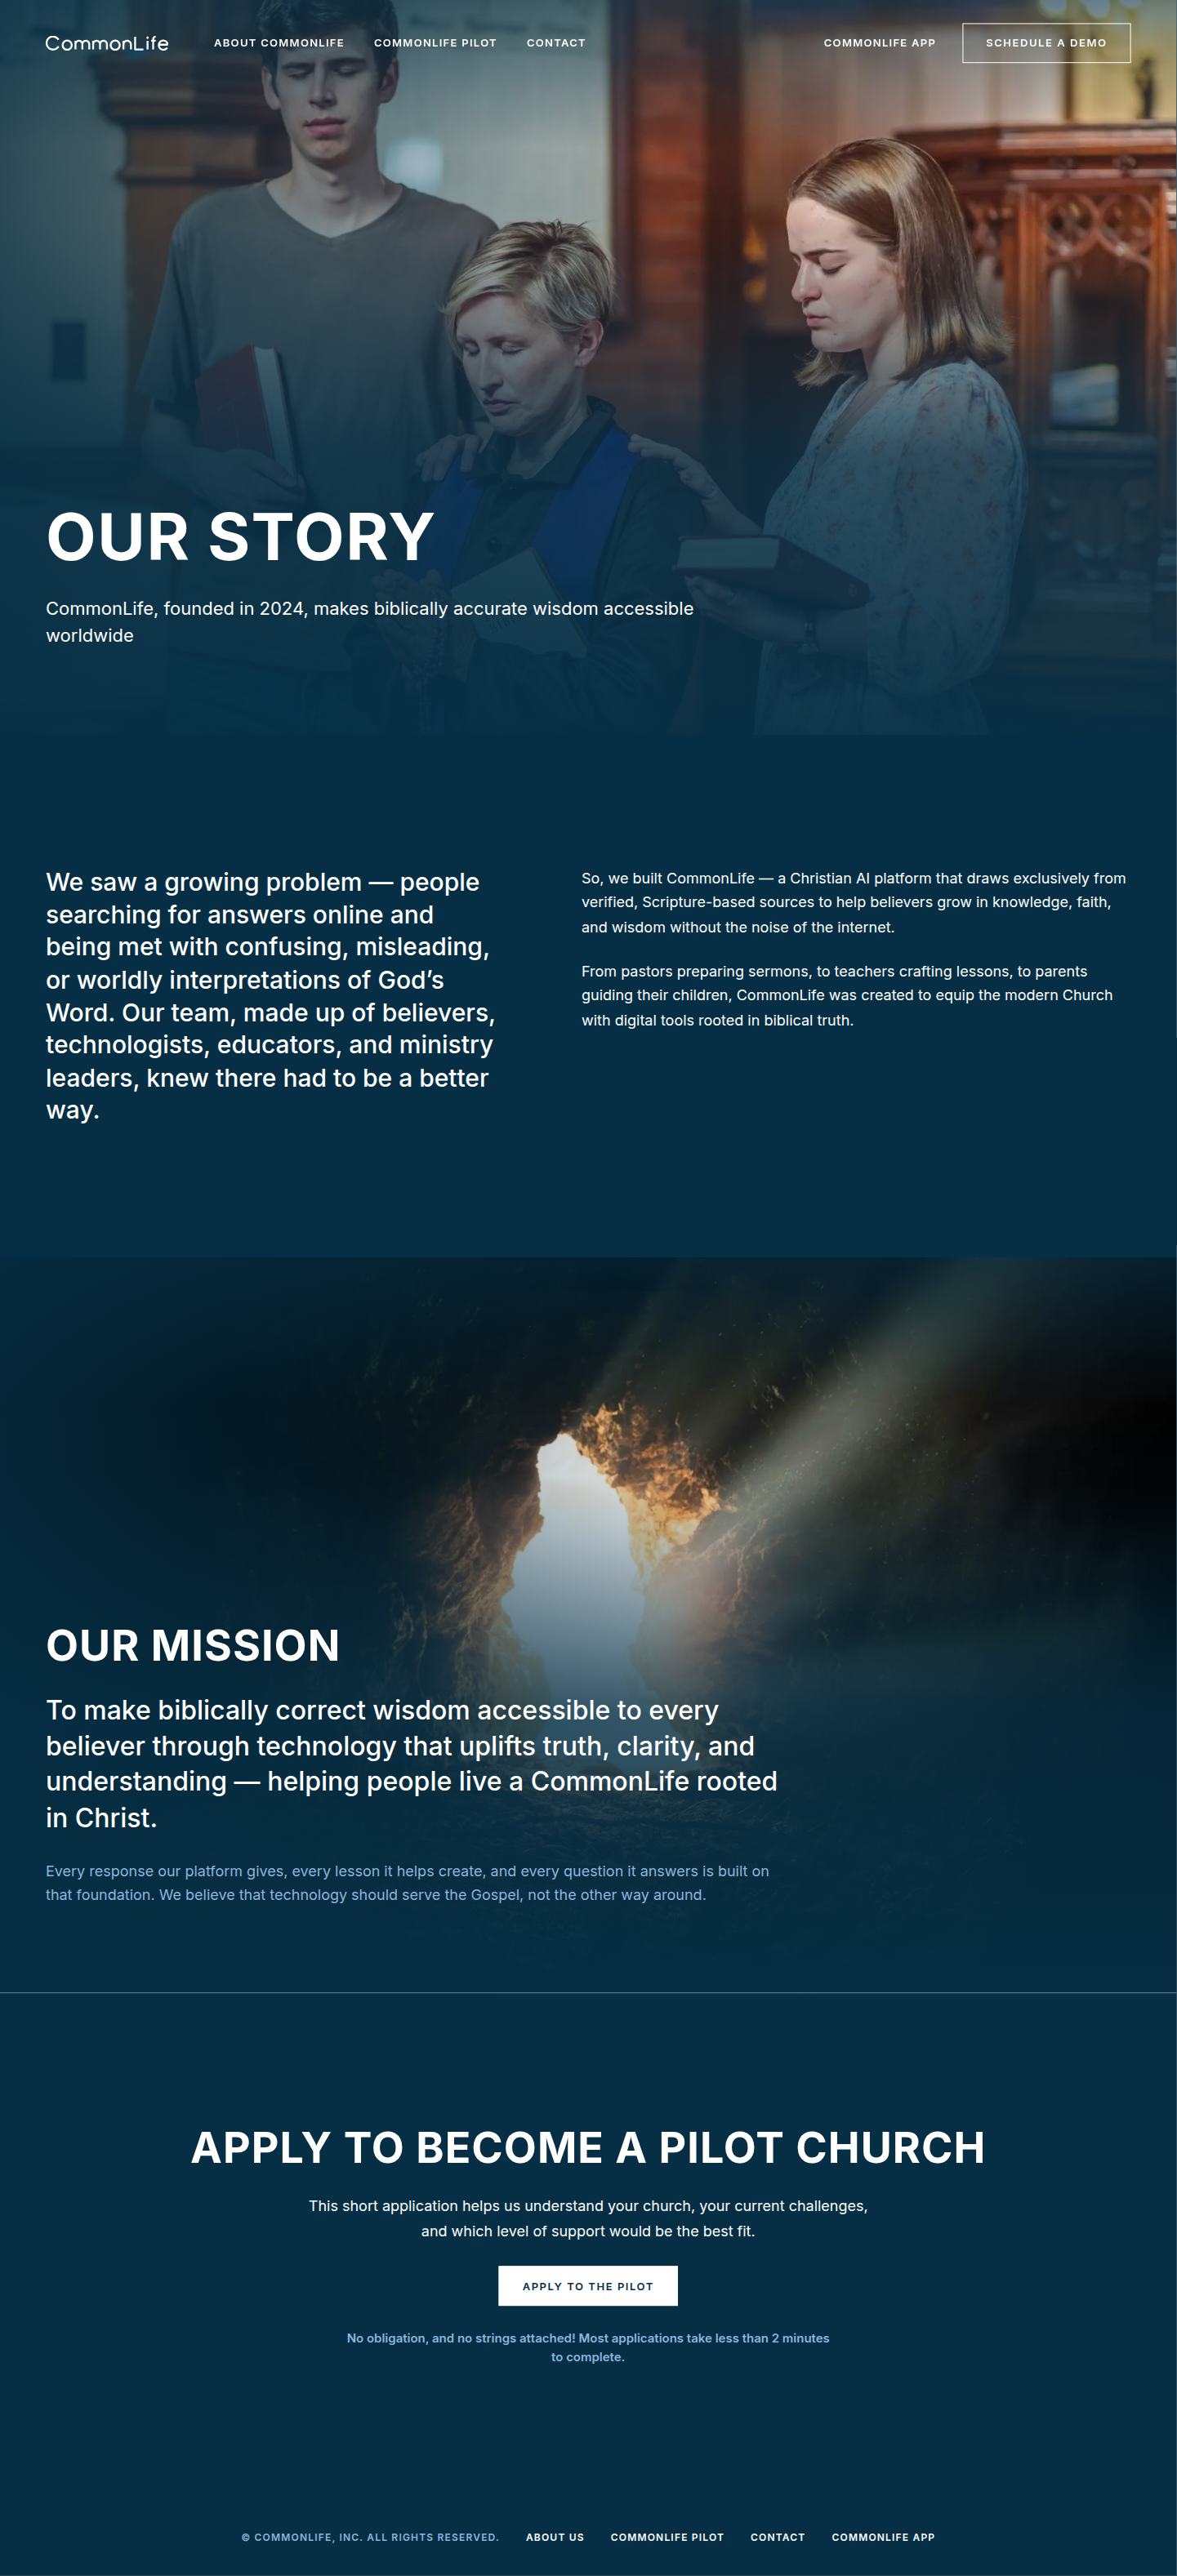 CommonLife
ABOUT COMMONLIFE
COMMONLIFE PILOT
CONTACT
COMMONLIFE APP
SCHEDULE A DEMO
OUR STORY
CommonLife, founded in 2024, makes biblically accurate wisdom accessible
worldwide
We saw a growing problem — people
searching for answers online and
being met with confusing, misleading,
or worldly interpretations of God’s
Word. Our team, made up of believers,
technologists, educators, and ministry
leaders, knew there had to be a better
way.
So, we built CommonLife — a Christian AI platform that draws exclusively from
verified, Scripture-based sources to help believers grow in knowledge, faith,
and wisdom without the noise of the internet.
From pastors preparing sermons, to teachers crafting lessons, to parents
guiding their children, CommonLife was created to equip the modern Church
with digital tools rooted in biblical truth.
OUR MISSION
To make biblically correct wisdom accessible to every
believer through technology that uplifts truth, clarity, and
understanding — helping people live a CommonLife rooted
in Christ.
Every response our platform gives, every lesson it helps create, and every question it answers is built on
that foundation. We believe that technology should serve the Gospel, not the other way around.
APPLY TO BECOME A PILOT CHURCH
This short application helps us understand your church, your current challenges,
and which level of support would be the best fit.
APPLY TO THE PILOT
No obligation, and no strings attached! Most applications take less than 2 minutes
to complete.
© COMMONLIFE, INC. ALL RIGHTS RESERVED.
ABOUT US
COMMONLIFE PILOT
CONTACT
COMMONLIFE APP